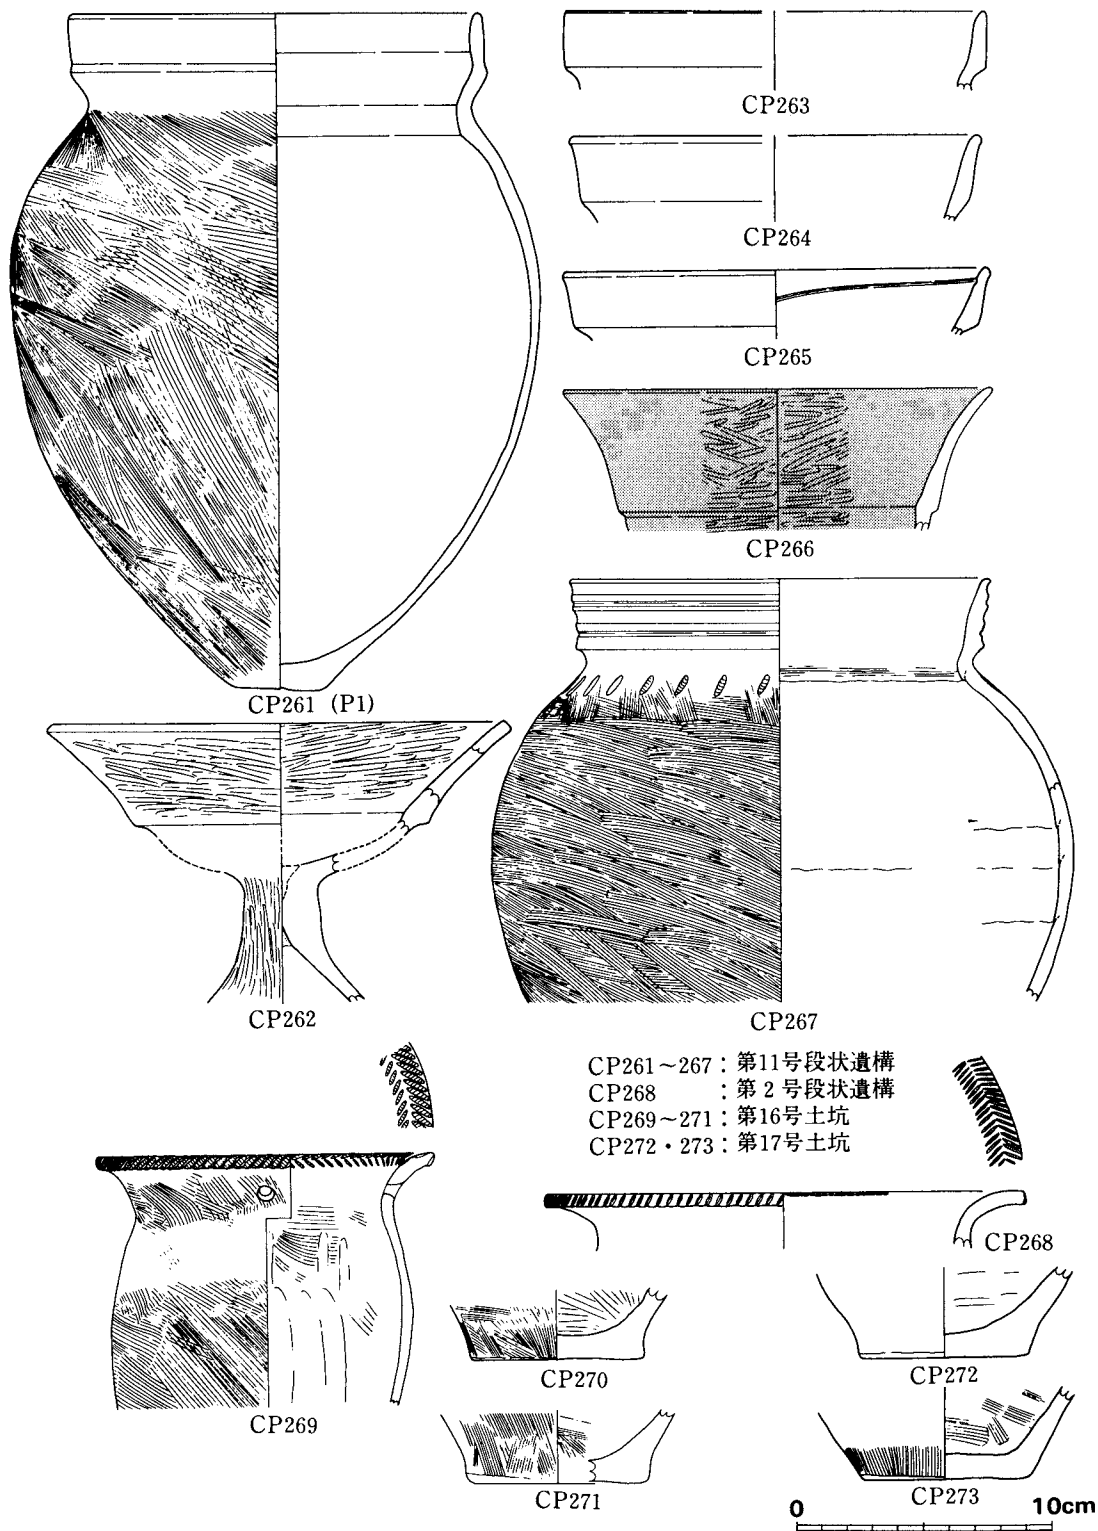 CP263
CP264
CP265
CP266
CP261 (P1)
CP262
CP267
CP261～267：第11号段状遺構
CP268 ：第２号段状遺構
CP269～271：第16号土坑
CP272・273：第17号土坑
CP268
CP270
CP272
CP269
CP271
CP273
0 10cm